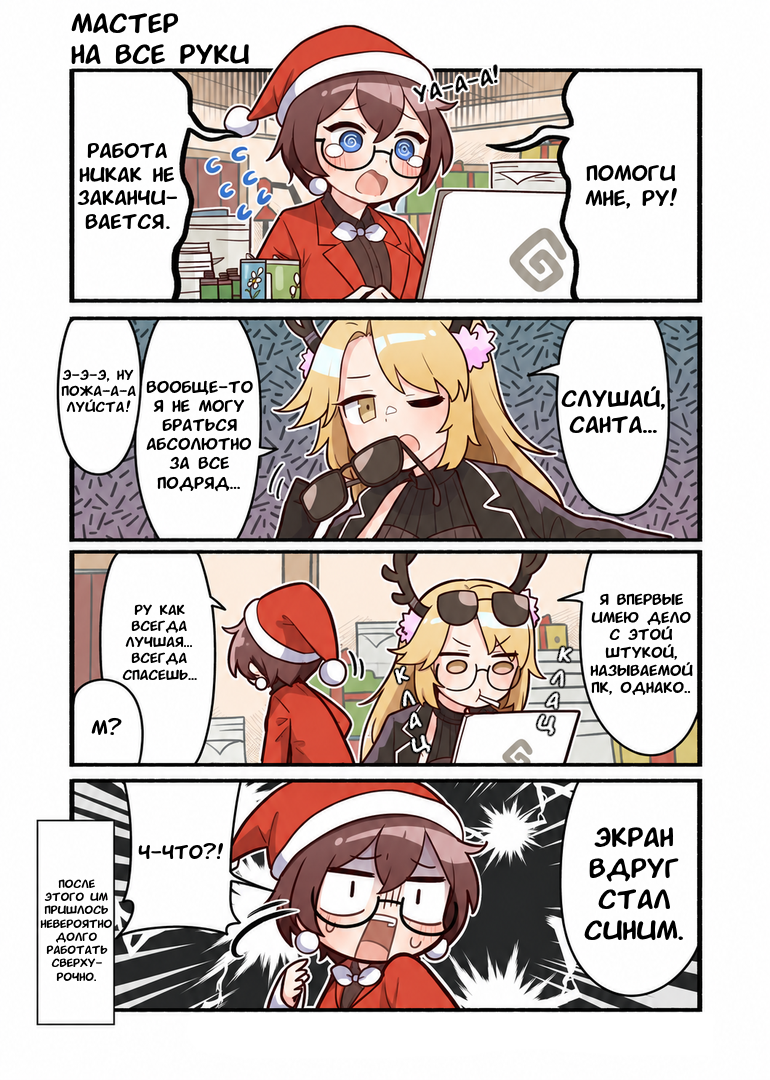 МАСТЕР
НА ВСЕ РУКИ
УА-А-А!
ПОМОГИ
МНЕ, РУ!
РАБОТА
НИКАК НЕ
ЗАКАНЧИ-
ВАЕТСЯ.
СЛУШАЙ,
САНТА...
ВООБЩЕ-ТО
Я НЕ МОГУ
БРАТЬСЯ
АБСОЛЮТНО
ЗА ВСЕ
ПОДРЯД...
Э-Э-Э, НУ
ПОЖА-А-А
ЛУЙСТА!
Я ВПЕРВЫЕ
ИМЕЮ ДЕЛО
С ЭТОЙ
ШТУКОЙ,
НАЗЫВАЕМОЙ
ПК, ОДНАКО..
КЛАЦ
КЛАЦ
РУ КАК
ВСЕГДА
ЛУЧШАЯ...
ВСЕГДА
СПАСЕШЬ...
М?
ЭКРАН
ВДРУГ
СТАЛ
СИНИМ.
Ч-ЧТО?!
ПОСЛЕ
ЭТОГО ИМ
ПРИШЛОСЬ
НЕВЕРОЯТНО
ДОЛГО
РАБОТАТЬ
СВЕРХУ-
РОЧНО.